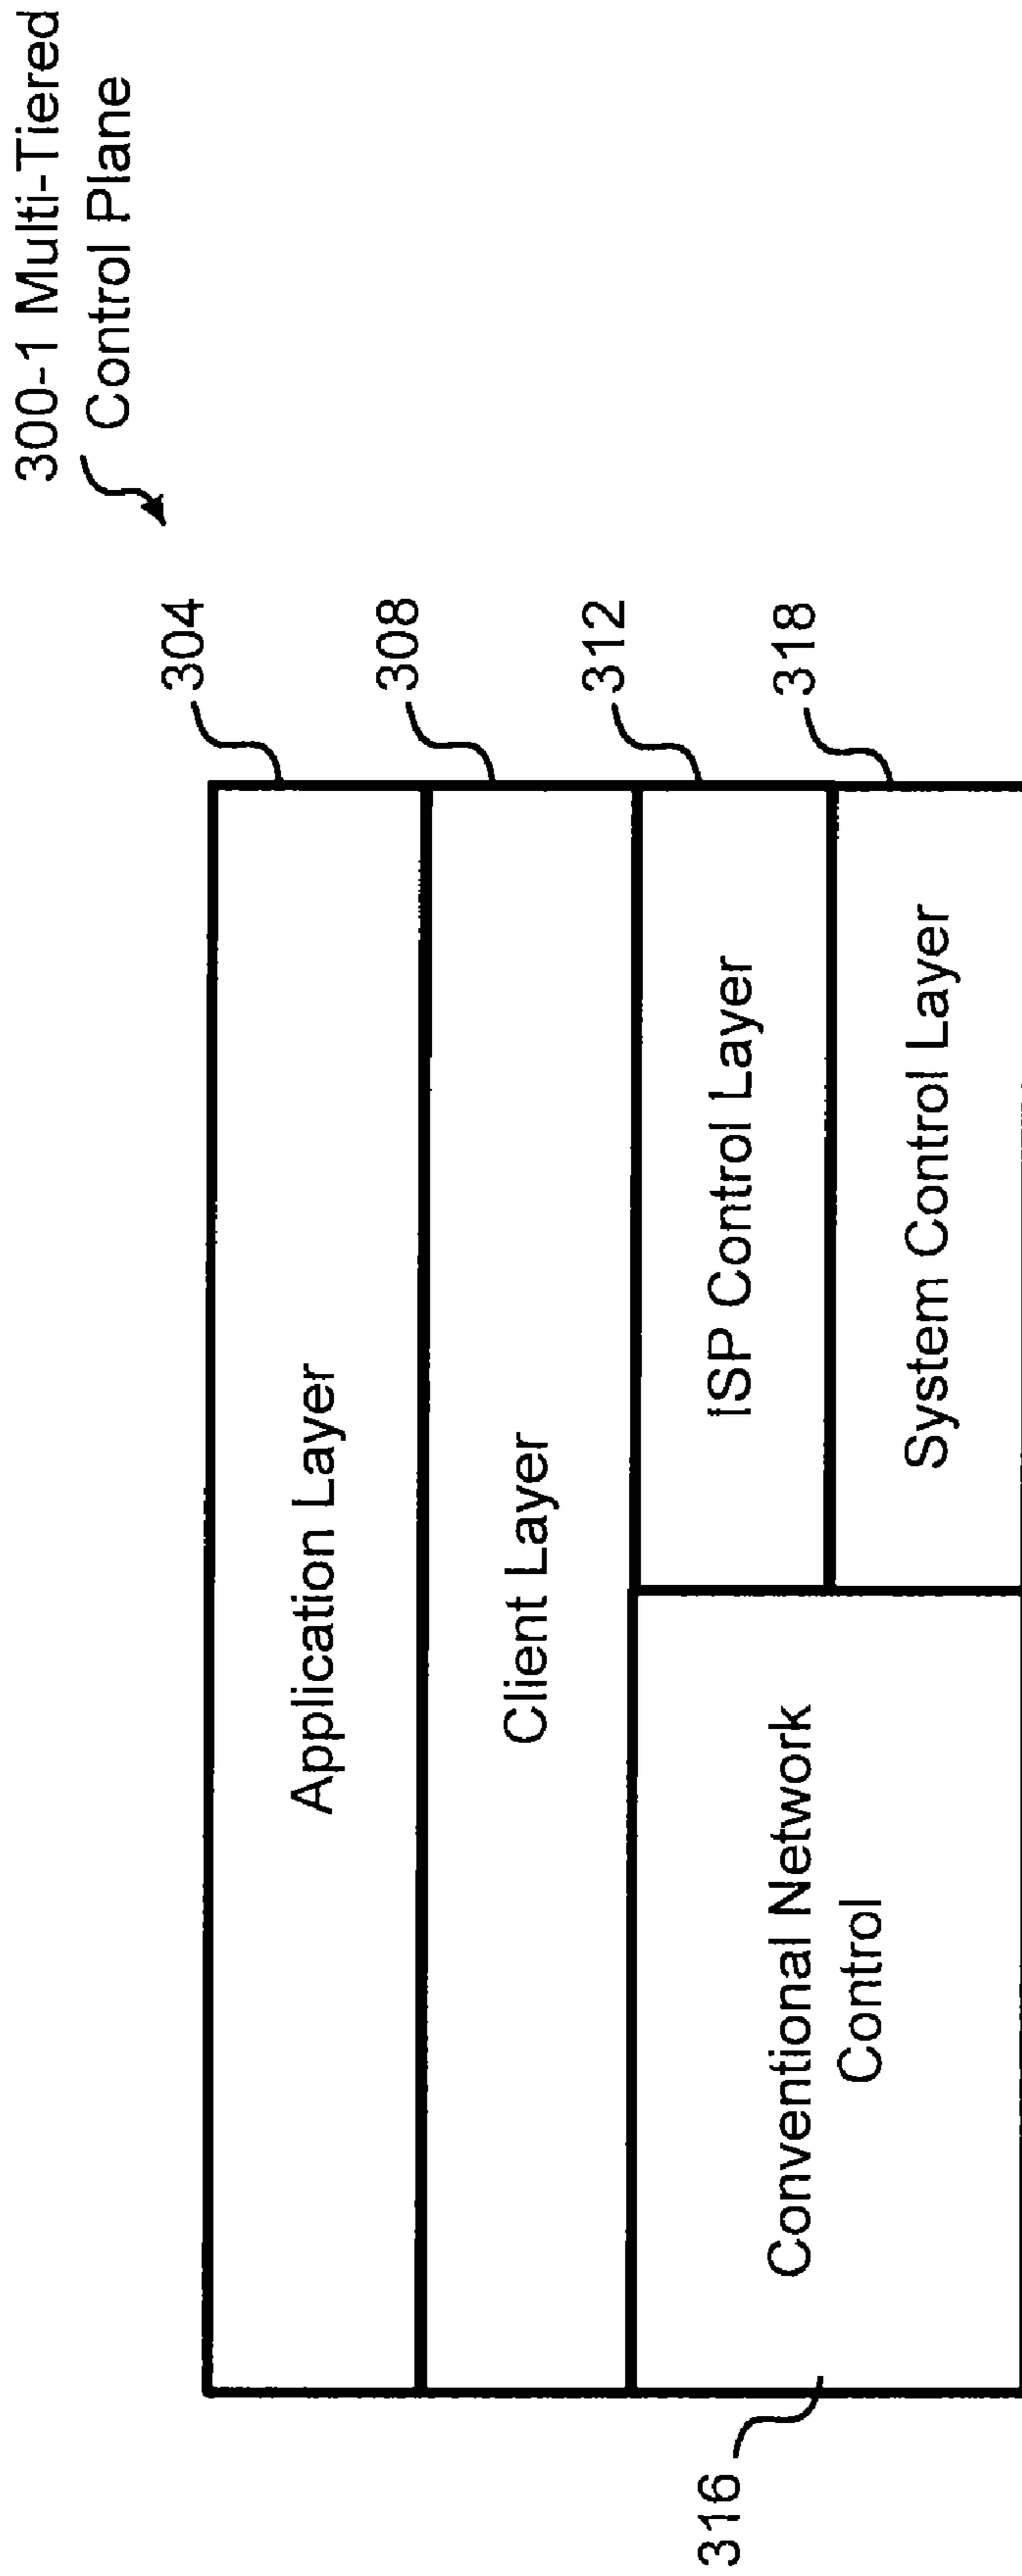 300-1 Multi-Tiered
Control Plane
304
Application Layer
308
Client Layer
312
ISP Control Layer
318
System Control Layer
316
Conventional Network
Control